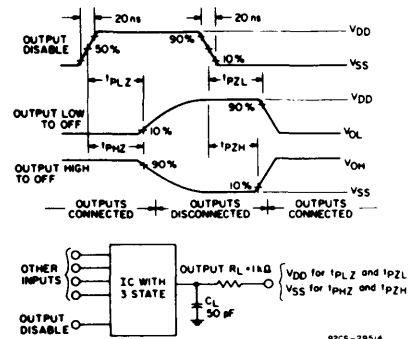 20 ns
20 ns
OUTPUT
DISABLE
50%
90%
10%
VDD
VSS
tPLZ
tPZL
VDD
OUTPUT LOW
TO OFF
10%
90%
VOL
tPHZ
tPZH
VOH
OUTPUT HIGH
TO OFF
90%
10%
VSS
OUTPUTS
CONNECTED
OUTPUTS
DISCONNECTED
OUTPUTS
CONNECTED
OTHER
INPUTS
IC WITH
3 STATE
OUTPUT
RL = 1 kΩ
VDD for tPLZ and tPZL
VSS for tPHZ and tPZH
CL
50 pF
OUTPUT
DISABLE